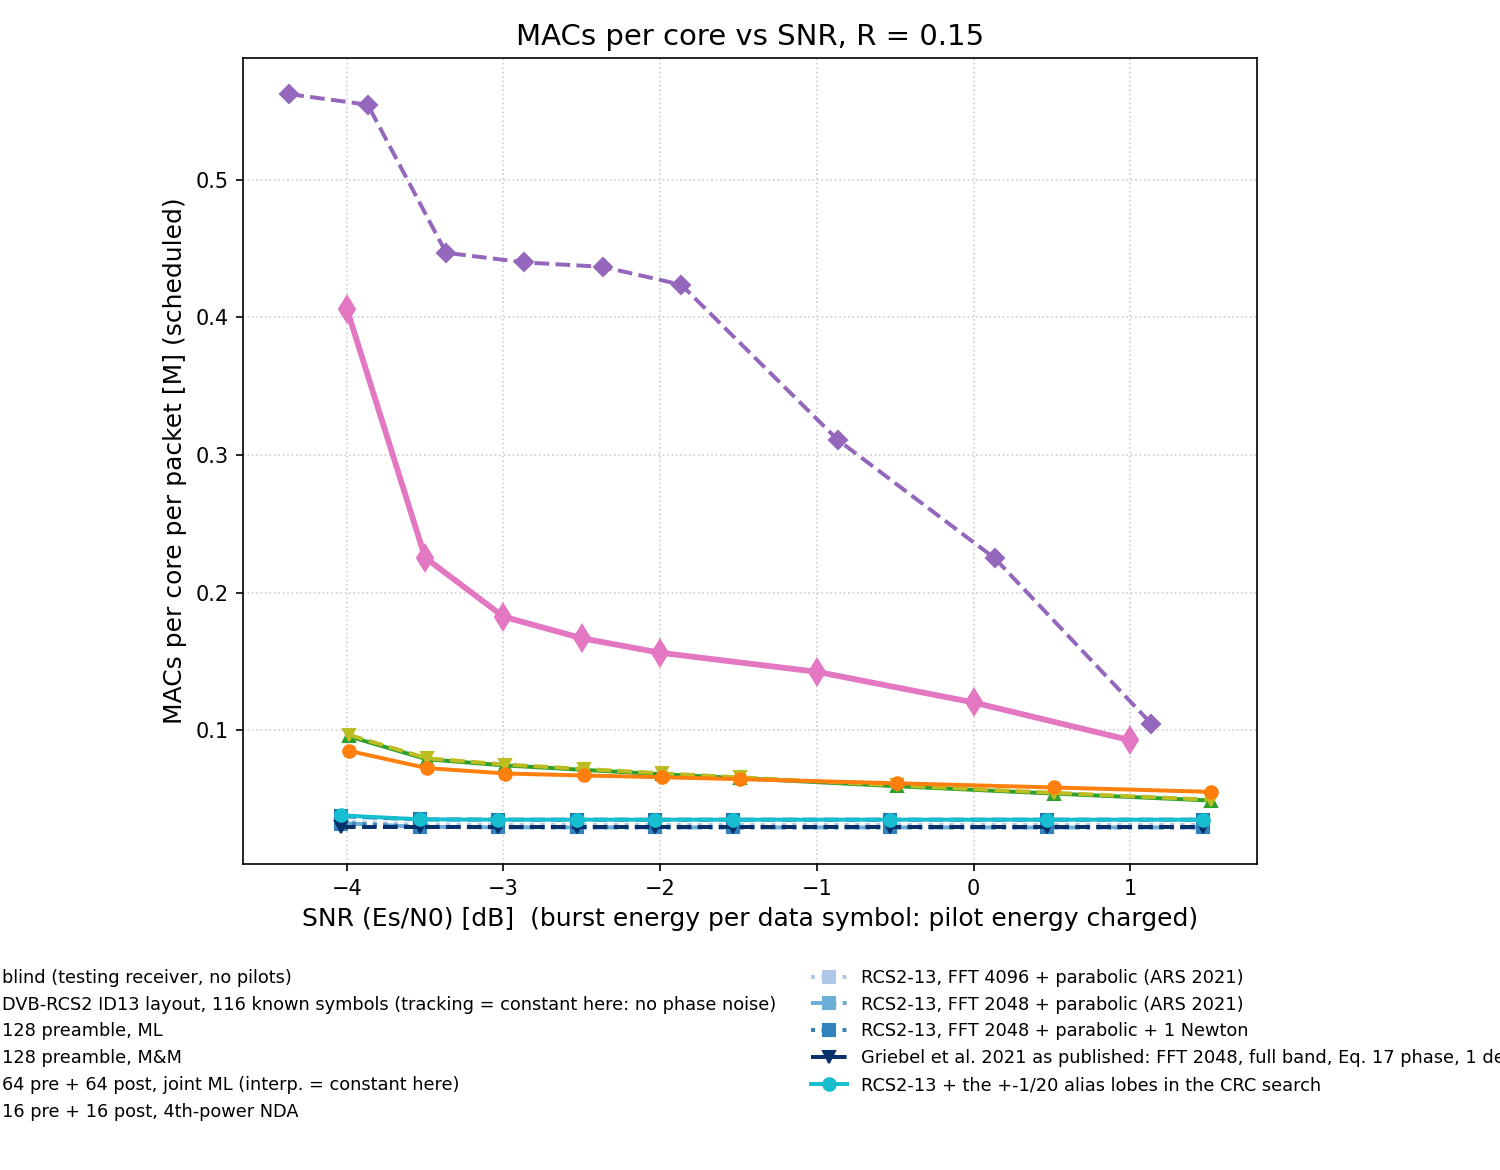 MACs per core vs SNR, R = 0.15
MACs per core per packet [M] (scheduled)
0.5
0.4
0.3
0.2
0.1
−4 −3 −2 −1 0 1
SNR (Es/N0) [dB]  (burst energy per data symbol: pilot energy charged)
blind (testing receiver, no pilots)
DVB-RCS2 ID13 layout, 116 known symbols (tracking = constant here: no phase noise)
128 preamble, ML
128 preamble, M&M
64 pre + 64 post, joint ML (interp. = constant here)
16 pre + 16 post, 4th-power NDA
RCS2-13, FFT 4096 + parabolic (ARS 2021)
RCS2-13, FFT 2048 + parabolic (ARS 2021)
RCS2-13, FFT 2048 + parabolic + 1 Newton
Griebel et al. 2021 as published: FFT 2048, full band, Eq. 17 phase, 1 de
RCS2-13 + the +-1/20 alias lobes in the CRC search